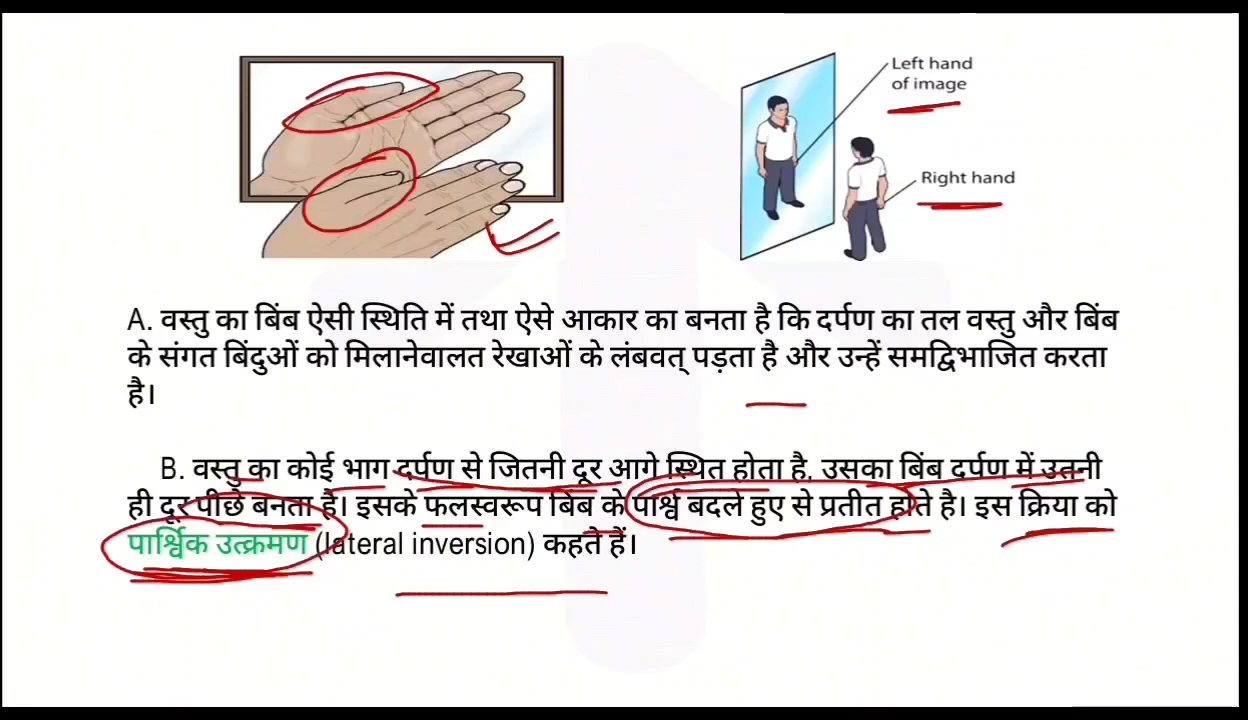 Left hand
of image
Right hand
A. वस्तु का बिंब ऐसी स्थिति में तथा ऐसे आकार का बनता है कि दर्पण का तल वस्तु और बिंब
के संगत बिंदुओं को मिलानेवालत रेखाओं के लंबवत् पड़ता है और उन्हें समद्विभाजित करता
है।
B. वस्तु का कोई भाग दर्पण से जितनी दूर आगे स्थित होता है, उसका बिंब दर्पण में उतनी
ही दूर पीछे बनता है। इसके फलस्वरूप बिंब के पार्श्व बदले हुए से प्रतीत होते है। इस क्रिया को
पार्श्विक उत्क्रमण (lateral inversion) कहते हैं।